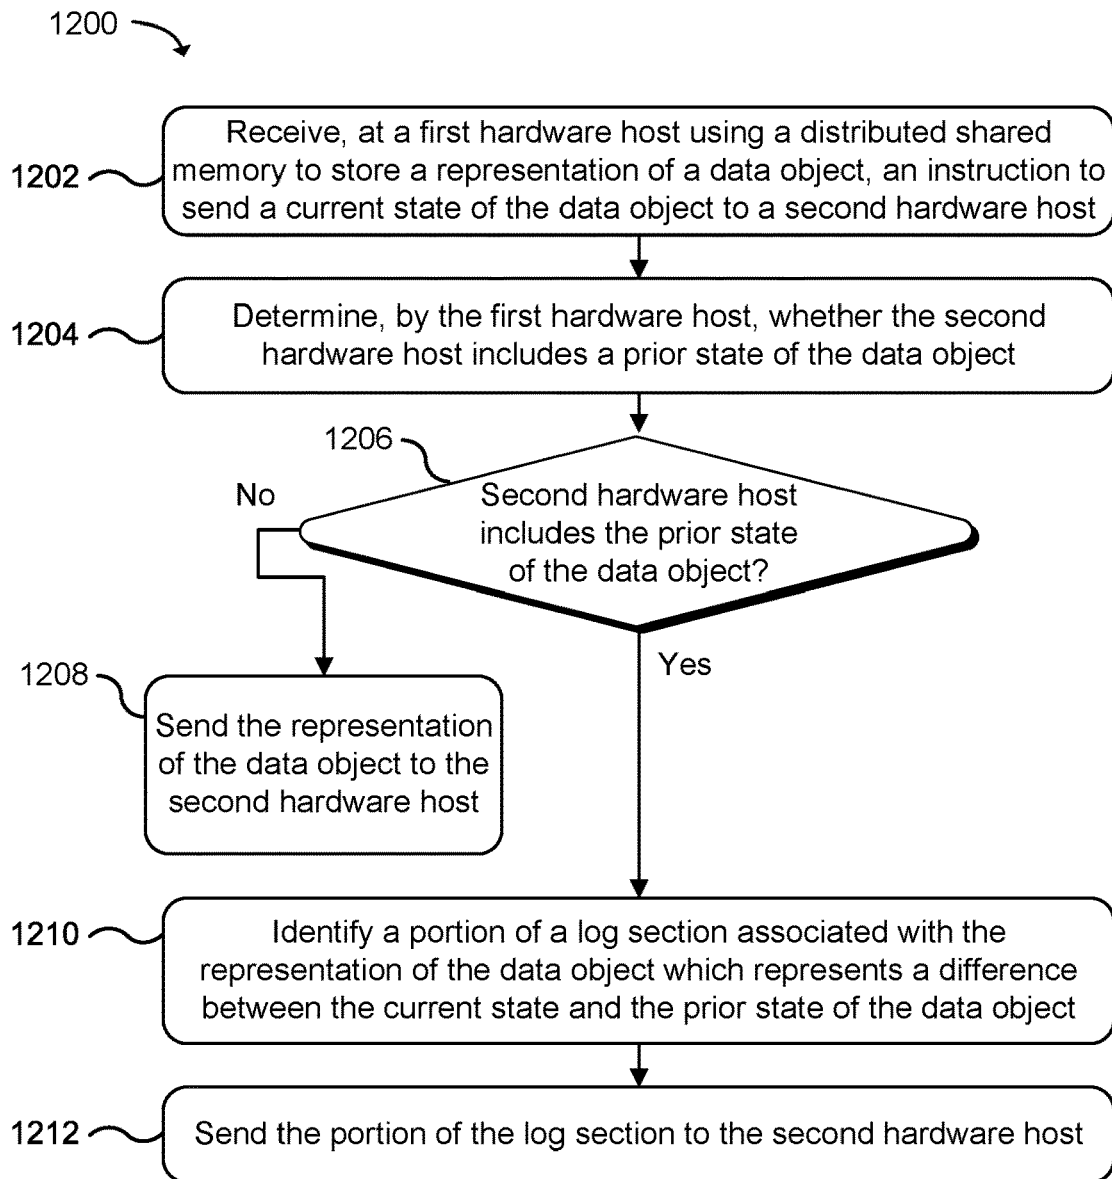 1200
Receive, at a first hardware host using a distributed shared
1202
memory to store a representation of a data object, an instruction to
send a current state of the data object to a second hardware host
1204
Determine, by the first hardware host, whether the second
hardware host includes a prior state of the data object
1206
No
Second hardware host
includes the prior state
of the data object?
Yes
1208
Send the representation
of the data object to the
second hardware host
1210
Identify a portion of a log section associated with the
representation of the data object which represents a difference
between the current state and the prior state of the data object
1212
Send the portion of the log section to the second hardware host